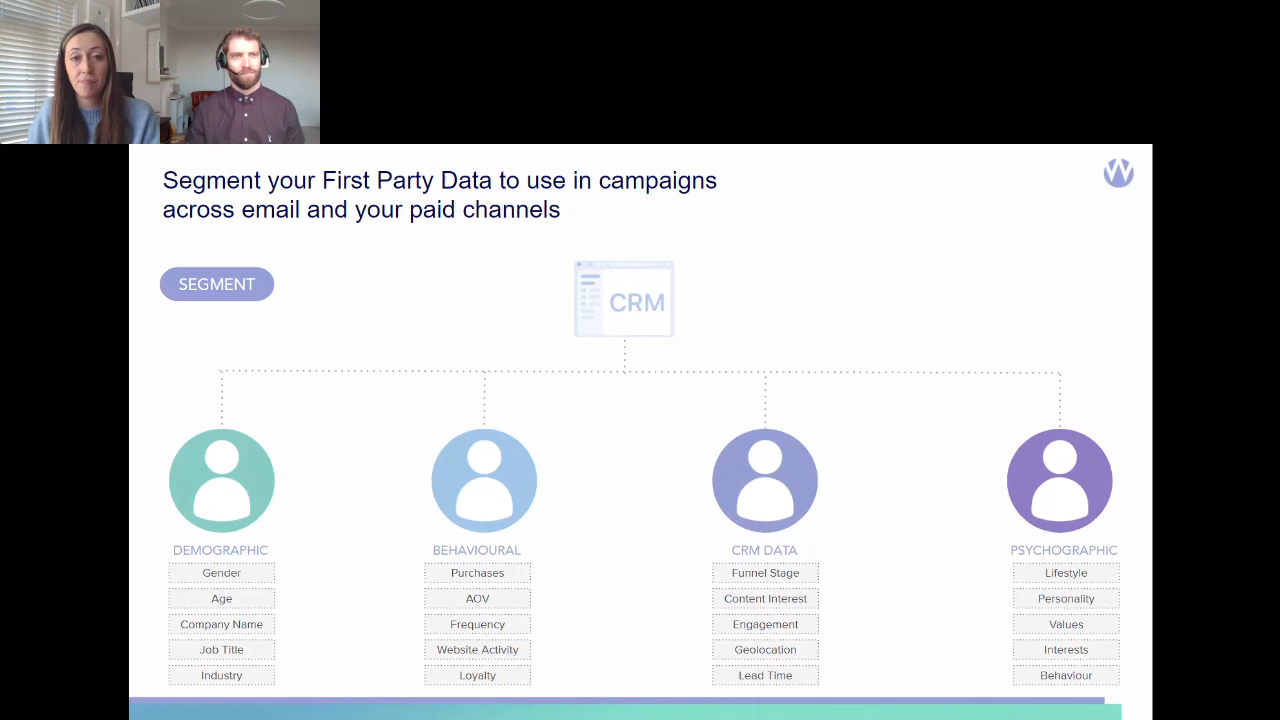 Segment your First Party Data to use in campaigns
across email and your paid channels
SEGMENT
CRM
DEMOGRAPHIC
Gender
Age
Company Name
Job Title
Industry
BEHAVIOURAL
Purchases
AOV
Frequency
Website Activity
Loyalty
CRM DATA
Funnel Stage
Content Interest
Engagement
Geolocation
Lead Time
PSYCHOGRAPHIC
Lifestyle
Personality
Values
Interests
Behaviour